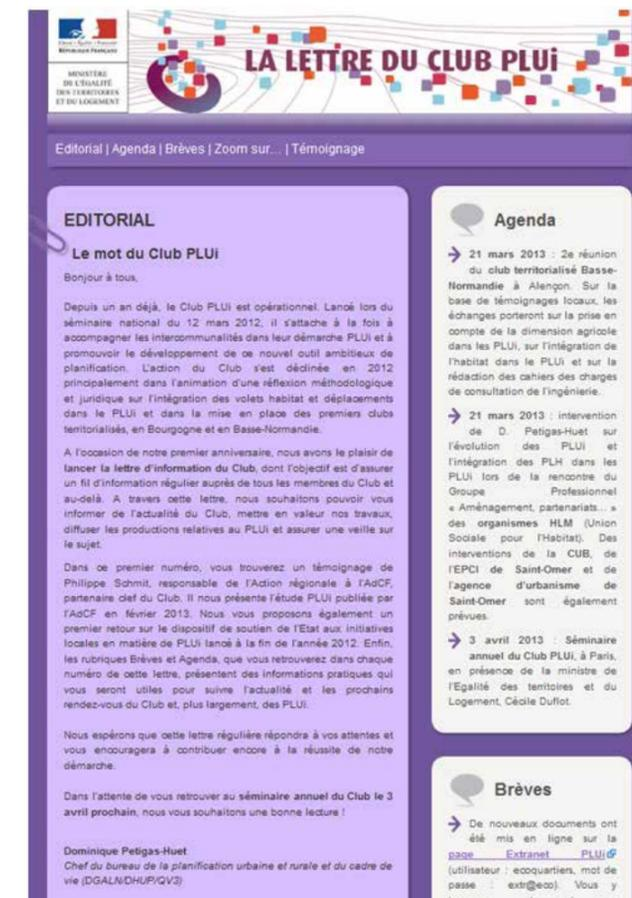 Liberté • Égalité • Fraternité
RÉPUBLIQUE FRANÇAISE
MINISTÈRE
DE L'ÉGALITÉ
DES TERRITOIRES
ET DU LOGEMENT
LA LETTRE DU CLUB PLUi
Editorial | Agenda | Brèves | Zoom sur... | Témoignage
EDITORIAL
Le mot du Club PLUi
Bonjour à tous,
Depuis un an déjà, le Club PLUi est opérationnel. Lancé lors du
séminaire national du 12 mars 2012, il s'attache à la fois à
accompagner les intercommunalités dans leur démarche PLUi et à
promouvoir le développement de ce nouvel outil ambitieux de
planification. L'action du Club s'est déclinée en 2012
principalement dans l'animation d'une réflexion méthodologique
et juridique sur l'intégration des volets habitat et déplacements
dans le PLUi et dans la mise en place des premiers clubs
territorialisés, en Bourgogne et en Basse-Normandie.
A l'occasion de notre premier anniversaire, nous avons le plaisir de
lancer la lettre d'information du Club, dont l'objectif est d'assurer
un fil d'information régulier auprès de tous les membres du Club et
au-delà. A travers cette lettre, nous souhaitons pouvoir vous
informer de l'actualité du Club, mettre en valeur nos travaux,
diffuser les productions relatives au PLUi et assurer une veille sur
le sujet.
Dans ce premier numéro, vous trouverez un témoignage de
Philippe Schmit, responsable de l'Action régionale à l'AdCF,
partenaire clef du Club. Il nous présente l'étude PLUi publiée par
l'AdCF en février 2013. Nous vous proposons également un
premier retour sur le dispositif de soutien de l'Etat aux initiatives
locales en matière de PLUi lancé à la fin de l'année 2012. Enfin,
les rubriques Brèves et Agenda, que vous retrouverez dans chaque
numéro de cette lettre, présentent des informations pratiques qui
vous seront utiles pour suivre l'actualité et les prochains
rendez-vous du Club et, plus largement, des PLUi.
Nous espérons que cette lettre régulière répondra à vos attentes et
vous encouragera à contribuer encore à la réussite de notre
démarche.
Dans l'attente de vous retrouver au séminaire annuel du Club le 3
avril prochain, nous vous souhaitons une bonne lecture !
Dominique Petigas-Huet
Chef du bureau de la planification urbaine et rurale et du cadre de
vie (DGALN/DHUP/QV3)
Agenda
21 mars 2013 : 2e réunion
du club territorialisé Basse-
Normandie à Alençon. Sur la
base de témoignages locaux, les
échanges porteront sur la prise en
compte de la dimension agricole
dans les PLUi, sur l'intégration de
l'habitat dans le PLUi et sur la
rédaction des cahiers des charges
de consultation de l'ingénierie.
21 mars 2013 : intervention
de D. Petigas-Huet sur
l'évolution des PLUi et
l'intégration des PLH dans les
PLUi lors de la rencontre du
Groupe Professionnel
« Aménagement, partenariats... »
des organismes HLM (Union
Sociale pour l'Habitat). Des
interventions de la CUB, de
l'EPCI de Saint-Omer et de
l'agence d'urbanisme de
Saint-Omer sont également
prévues.
3 avril 2013 : Séminaire
annuel du Club PLUi, à Paris,
en présence de la ministre de
l'Egalité des territoires et du
Logement, Cécile Duflot.
Brèves
De nouveaux documents ont
été mis en ligne sur la
page Extranet PLUi
(utilisateur : ecoquartiers, mot de
passe : extr@eco). Vous y